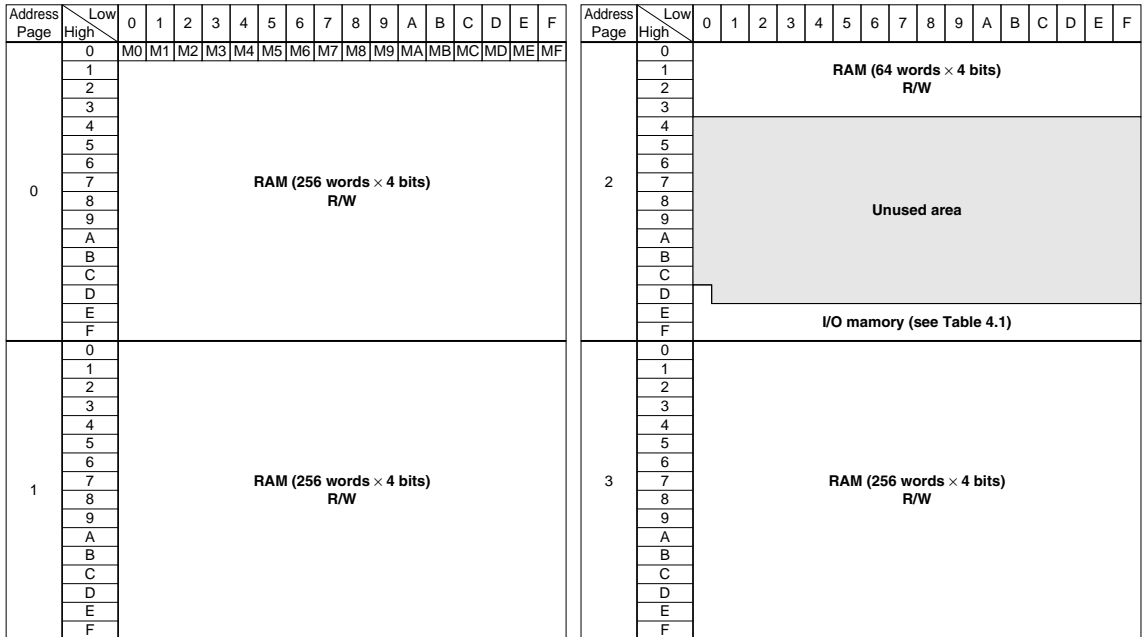 Address Page Low High 0 1 2 3 4 5 6 7 8 9 A B C D E F
0
0 M0 M1 M2 M3 M4 M5 M6 M7 M8 M9 MA MB MC MD ME MF
1
2
3
4
5
6
7
8
9
A
B
C
D
E
F
RAM (256 words × 4 bits)
R/W
1
0
1
2
3
4
5
6
7
8
9
A
B
C
D
E
F
RAM (256 words × 4 bits)
R/W
Address Page Low High 0 1 2 3 4 5 6 7 8 9 A B C D E F
2
0
1
2
3
4
5
6
7
8
9
A
B
C
D
E
F
RAM (64 words × 4 bits)
R/W
Unused area
I/O mamory (see Table 4.1)
3
0
1
2
3
4
5
6
7
8
9
A
B
C
D
E
F
RAM (256 words × 4 bits)
R/W